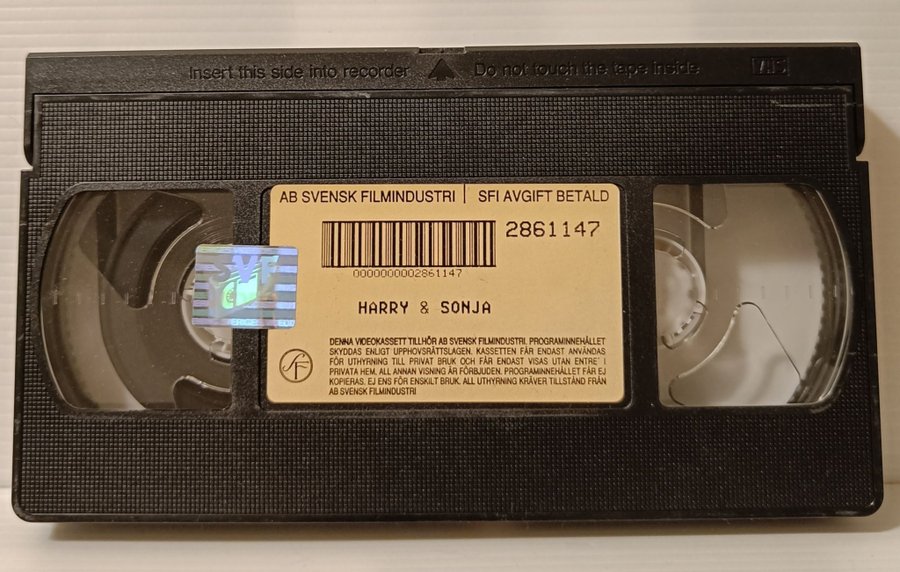 Insert this side into recorder Do not touch the tape inside VHS
AB SVENSK FILMINDUSTRI SFI AVGIFT BETALD
2861147
0000000002861147
SVF
HARRY & SONJA
SF
DENNA VIDEOKASSETT TILLHÖR AB SVENSK FILMINDUSTRI. PROGRAMINNEHÅLLET
SKYDDAS ENLIGT UPPHOVSRÄTTSLAGEN. KASSETTEN FÅR ENDAST ANVÄNDAS
FÖR UTHYRNING TILL PRIVAT BRUK OCH FÅR ENDAST VISAS UTAN ENTRE' I
PRIVATA HEM. ALL ANNAN VISNING ÄR FÖRBJUDEN. PROGRAMINNEHÅLLET FÅR EJ
KOPIERAS. EJ ENS FÖR ENSKILT BRUK. ALL UTHYRNING KRÄVER TILLSTÅND FRÅN
AB SVENSK FILMINDUSTRI